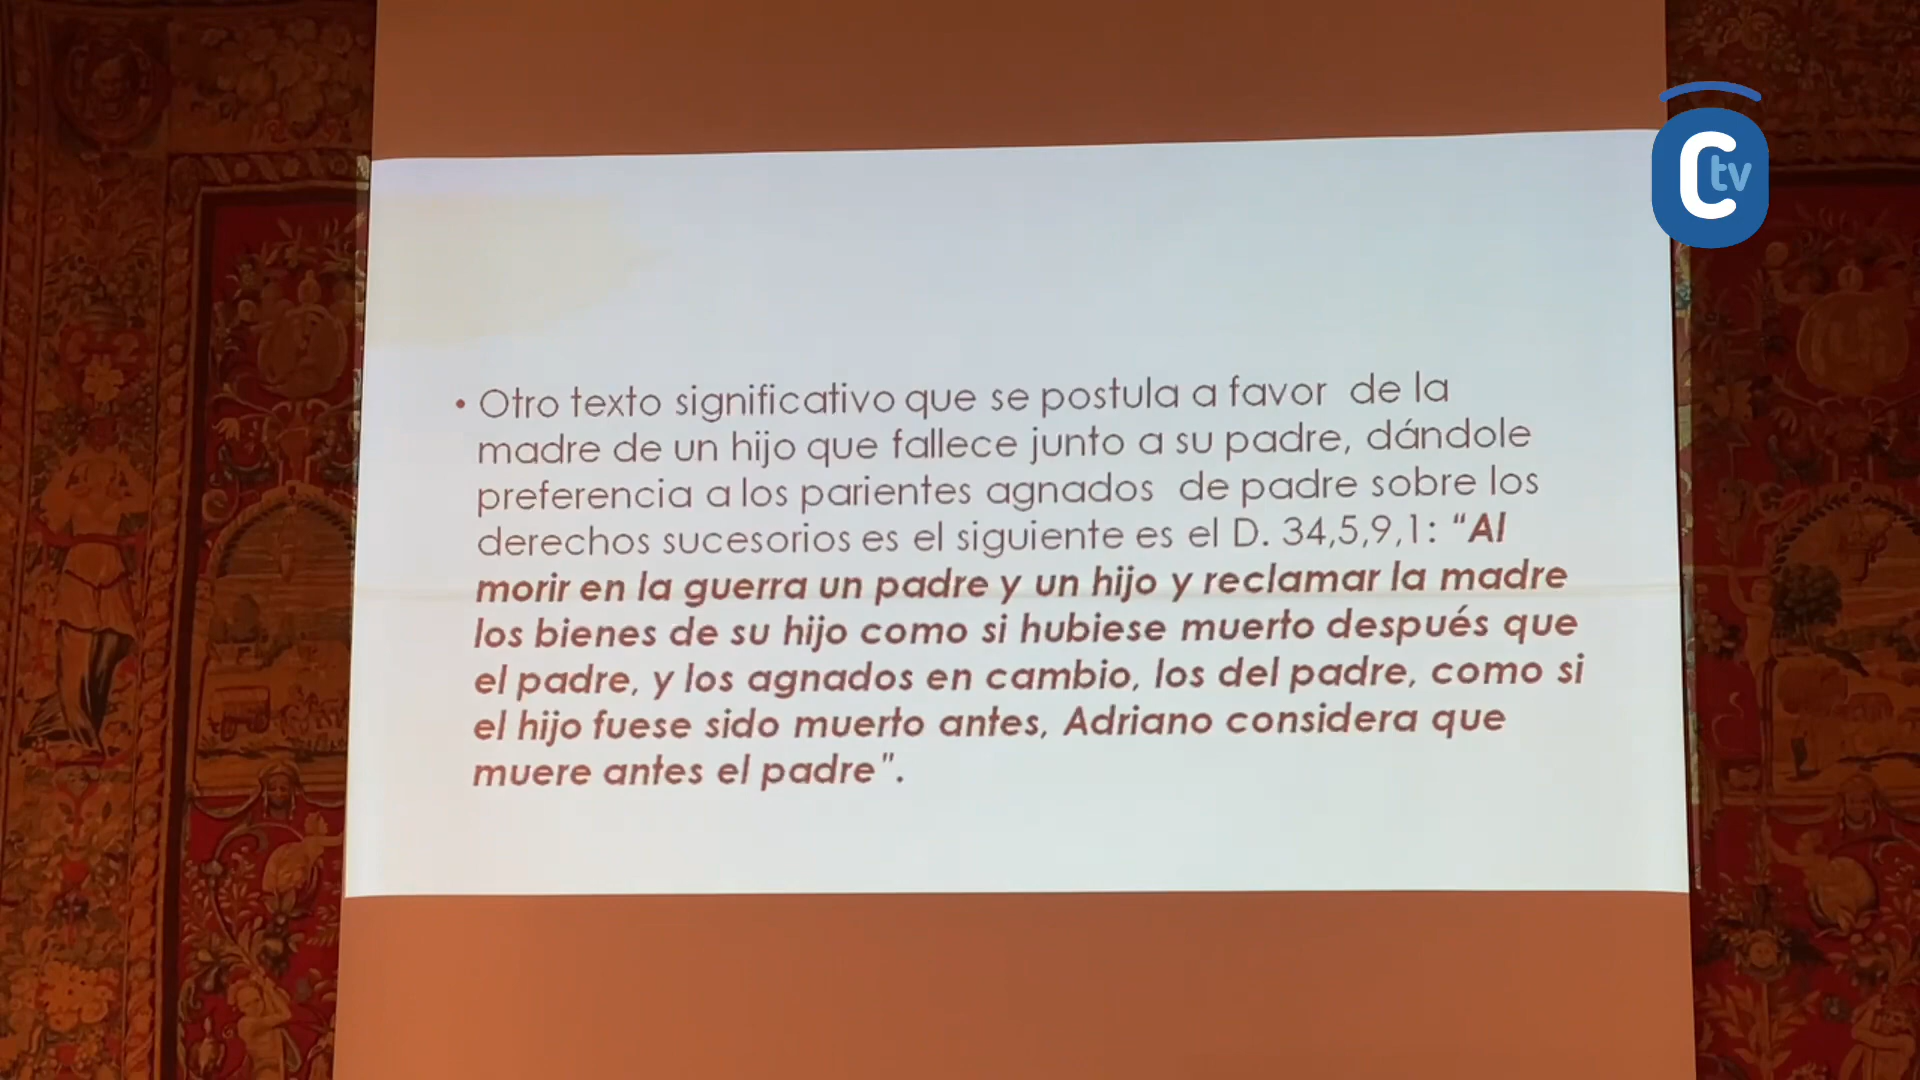 Ctv
• Otro texto significativo que se postula a favor de la
madre de un hijo que fallece junto a su padre, dándole
preferencia a los parientes agnados de padre sobre los
derechos sucesorios es el siguiente es el D. 34,5,9,1: “Al
morir en la guerra un padre y un hijo y reclamar la madre
los bienes de su hijo como si hubiese muerto después que
el padre, y los agnados en cambio, los del padre, como si
el hijo fuese sido muerto antes, Adriano considera que
muere antes el padre”.